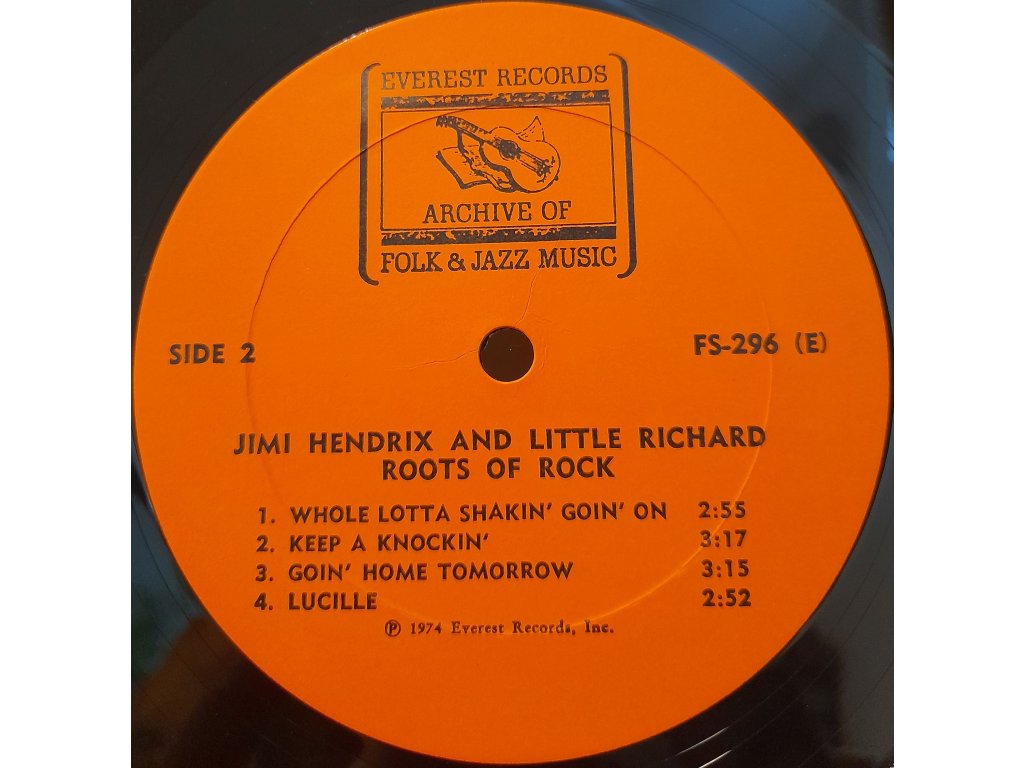 EVEREST RECORDS
ARCHIVE OF
FOLK & JAZZ MUSIC
SIDE 2
FS-296 (E)
JIMI HENDRIX AND LITTLE RICHARD
ROOTS OF ROCK
1. WHOLE LOTTA SHAKIN' GOIN' ON 2:55
2. KEEP A KNOCKIN' 3:17
3. GOIN' HOME TOMORROW 3:15
4. LUCILLE 2:52
℗ 1974 Everest Records, Inc.